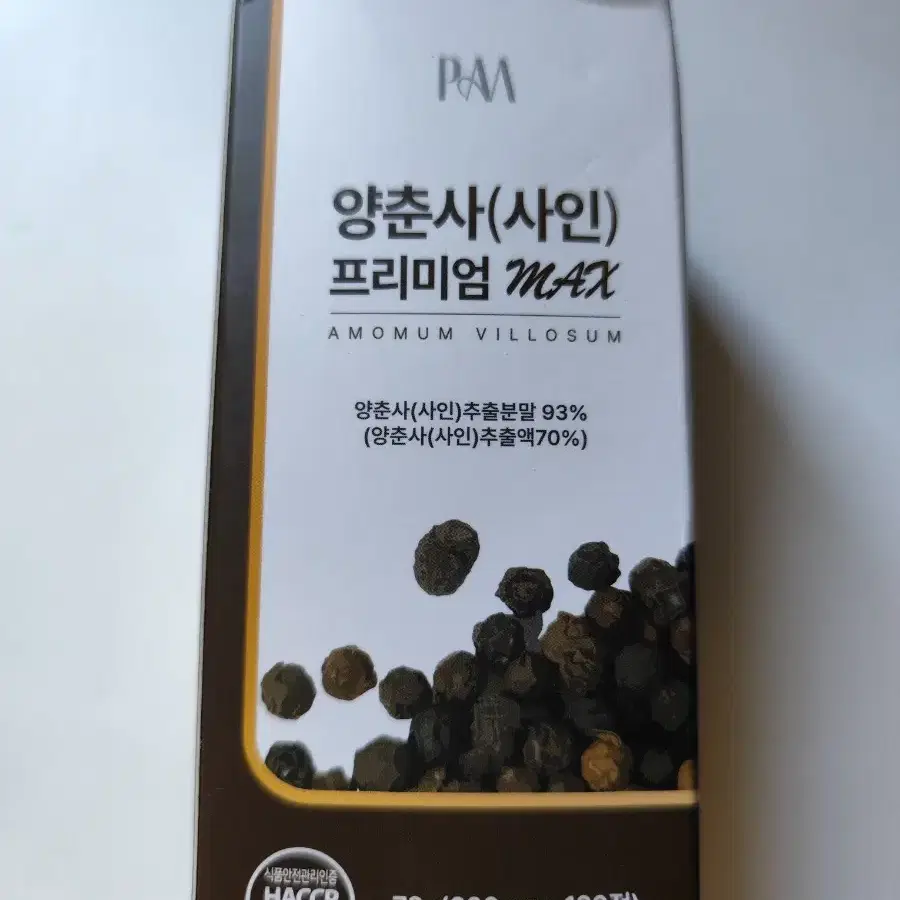 PAM
양춘사(사인)
프리미엄 MAX
AMOMUM VILLOSUM
양춘사(사인)추출분말 93%
(양춘사(사인)추출액70%)
식품안전관리인증
HACCP